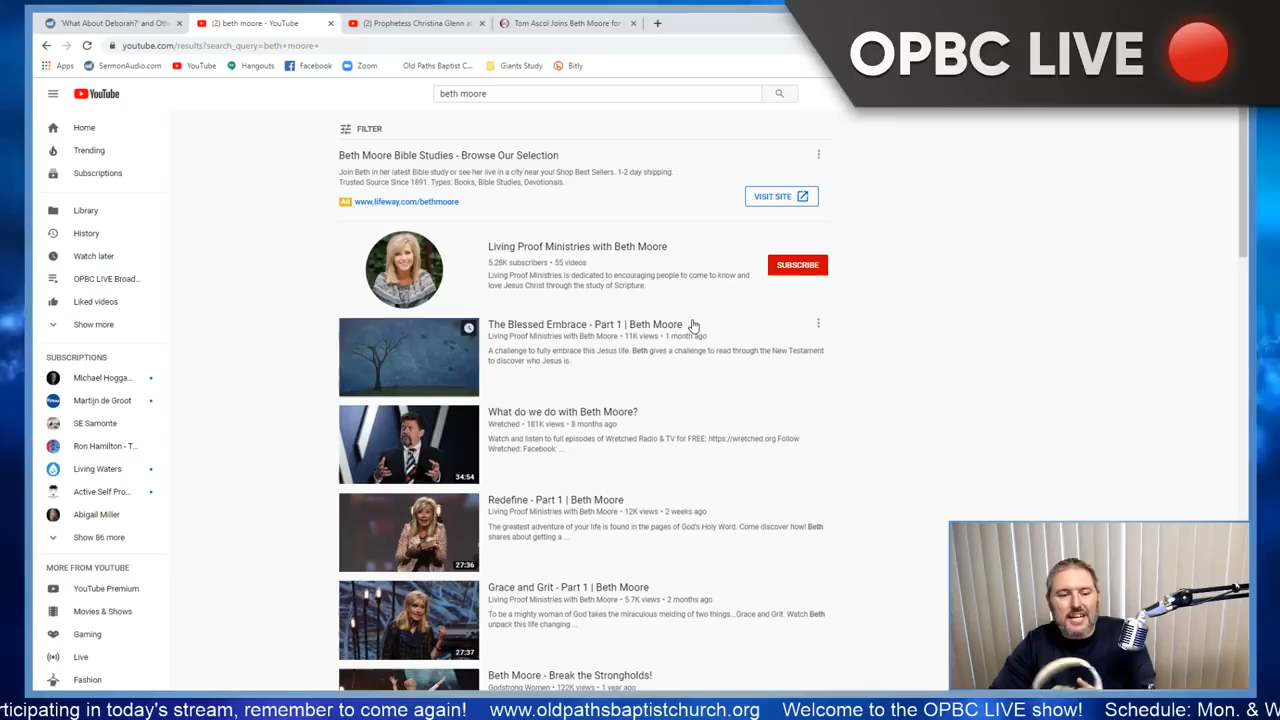 'What About Deborah?' and Oth
(2) beth moore - YouTube
(2) Prophetess Christina Glenn at
Tom Ascol Joins Beth Moore for
OPBC LIVE
youtube.com/results?search_query=beth+moore+
Apps SermonAudio.com YouTube Hangouts Facebook Zoom Old Paths Baptist C... Giants Study Bitly
YouTube
beth moore
FILTER
Home
Trending
Subscriptions
Library
History
Watch later
OPBC LIVE Broad...
Liked videos
Show more
SUBSCRIPTIONS
Michael Hogga...
Martijn de Groot
SE Samonte
Ron Hamilton - T...
Living Waters
Active Self Pro...
Abigail Miller
Show 86 more
MORE FROM YOUTUBE
YouTube Premium
Movies & Shows
Gaming
Live
Fashion
Beth Moore Bible Studies - Browse Our Selection
Join Beth in her latest Bible study or see her live in a city near you! Shop Best Sellers. 1-2 day shipping.
Trusted Source Since 1891. Types: Books, Bible Studies, Devotionals.
Ad www.lifeway.com/bethmoore
VISIT SITE
Living Proof Ministries with Beth Moore
5.28K subscribers • 55 videos
Living Proof Ministries is dedicated to encouraging people to come to know and
love Jesus Christ through the study of Scripture.
SUBSCRIBE
The Blessed Embrace - Part 1 | Beth Moore
Living Proof Ministries with Beth Moore • 11K views • 1 month ago
A challenge to fully embrace this Jesus life. Beth gives a challenge to read through the New Testament
to discover who Jesus is.
What do we do with Beth Moore?
Wretched • 181K views • 8 months ago
Watch and listen to full episodes of Wretched Radio & TV for FREE: https://wretched.org Follow
Wretched: Facebook: ...
34:54
Redefine - Part 1 | Beth Moore
Living Proof Ministries with Beth Moore • 12K views • 2 weeks ago
The greatest adventure of your life is found in the pages of God's Holy Word. Come discover how! Beth
shares about getting a ...
27:36
Grace and Grit - Part 1 | Beth Moore
Living Proof Ministries with Beth Moore • 5.7K views • 2 months ago
To be a mighty woman of God takes the miraculous melding of two things...Grace and Grit. Watch Beth
unpack this life changing ...
27:37
Beth Moore - Break the Strongholds!
Godstrong Women • 122K views • 1 year ago
rticipating in today's stream, remember to come again! www.oldpathsbaptistchurch.org Welcome to the OPBC LIVE show! Schedule: Mon. & W